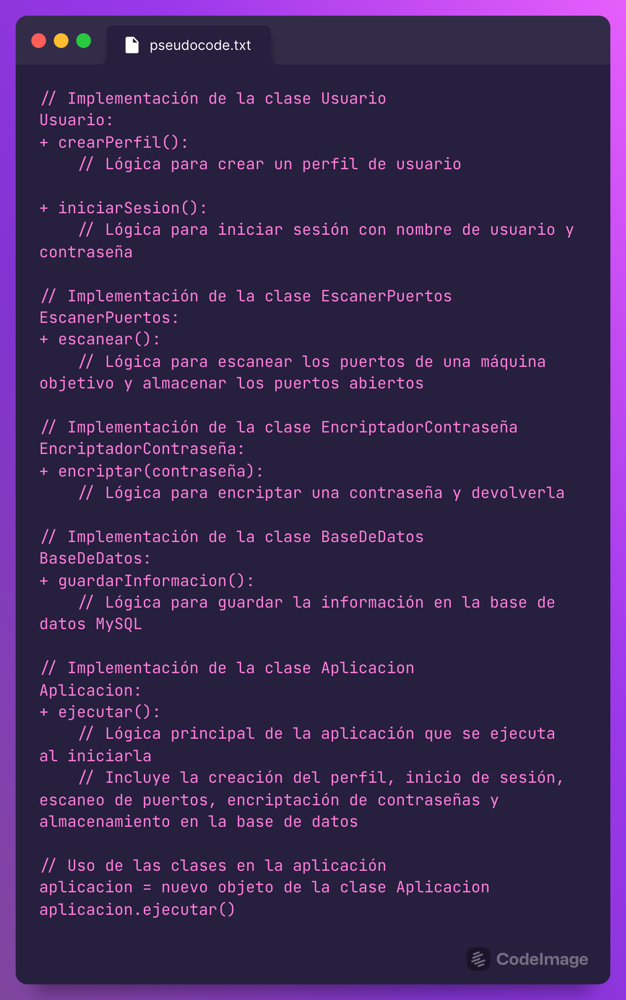 pseudocode.txt
// Implementación de la clase Usuario
Usuario:
+ crearPerfil():
    // Lógica para crear un perfil de usuario
+ iniciarSesion():
    // Lógica para iniciar sesión con nombre de usuario y
contraseña
// Implementación de la clase EscanerPuertos
EscanerPuertos:
+ escanear():
    // Lógica para escanear los puertos de una máquina
objetivo y almacenar los puertos abiertos
// Implementación de la clase EncriptadorContraseña
EncriptadorContraseña:
+ encriptar(contraseña):
    // Lógica para encriptar una contraseña y devolverla
// Implementación de la clase BaseDeDatos
BaseDeDatos:
+ guardarInformacion():
    // Lógica para guardar la información en la base de
datos MySQL
// Implementación de la clase Aplicacion
Aplicacion:
+ ejecutar():
    // Lógica principal de la aplicación que se ejecuta
al iniciarla
    // Incluye la creación del perfil, inicio de sesión,
escaneo de puertos, encriptación de contraseñas y
almacenamiento en la base de datos
// Uso de las clases en la aplicación
aplicacion = nuevo objeto de la clase Aplicacion
aplicacion.ejecutar()
CodeImage